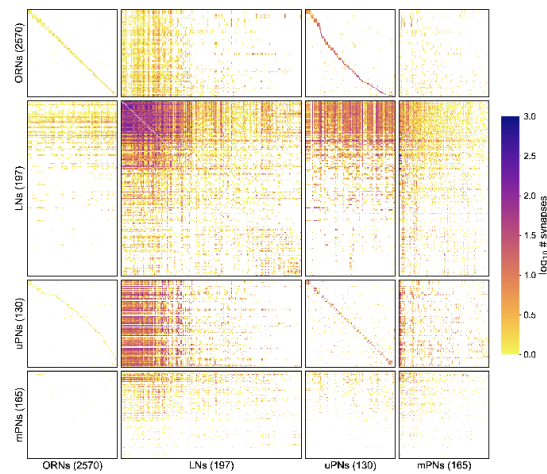 ORNs (2570)
LNs (197)
uPNs (130)
mPNs (165)
ORNs (2570)
LNs (197)
uPNs (130)
mPNs (165)
3.0
2.5
2.0
1.5
1.0
0.5
0.0
log₁₀ # synapses